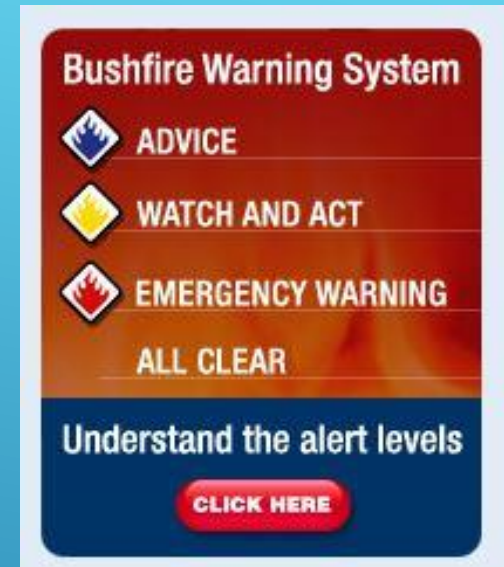 Bushfire Warning System
ADVICE
WATCH AND ACT
EMERGENCY WARNING
ALL CLEAR
Understand the alert levels
CLICK HERE